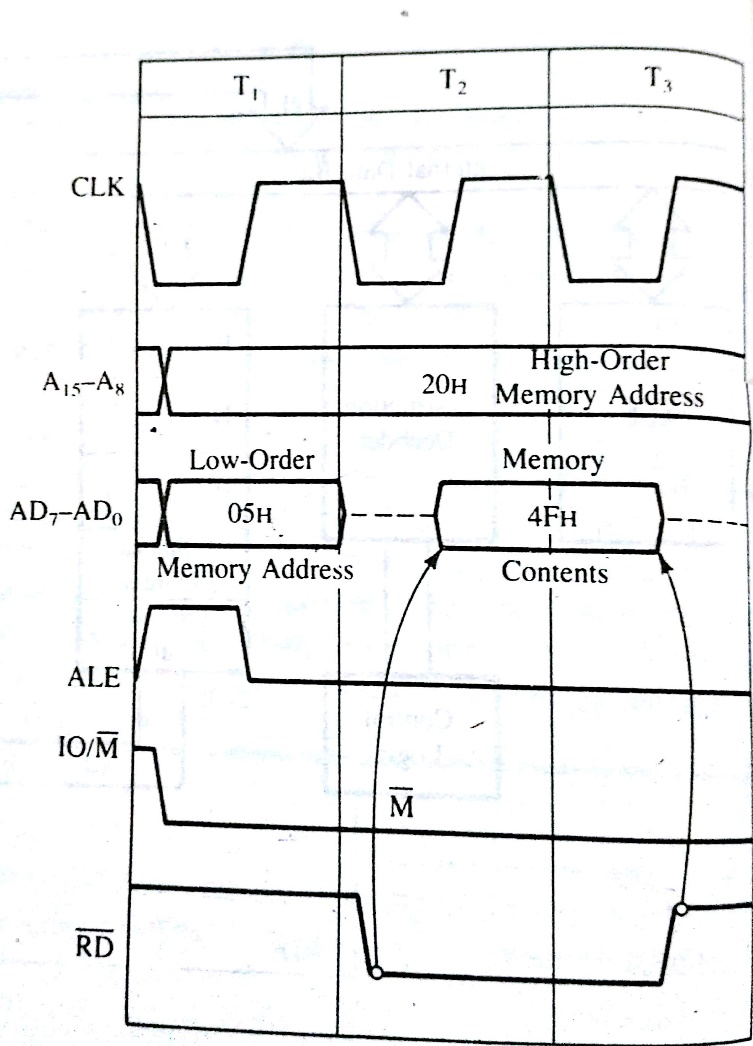 T₁ T₂ T₃
CLK
A₁₅–A₈ 20H High-Order
Memory Address
Low-Order Memory
AD₇–AD₀ 05H 4FH
Memory Address Contents
ALE
IO/M̅
M̅
R̅D̅